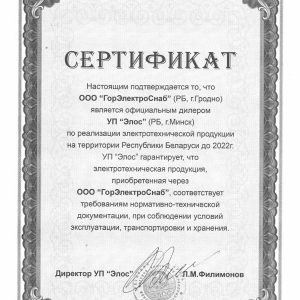 СЕРТИФИКАТ
Настоящим подтверждается то, что
ООО "ГорЭлектроСнаб" (РБ, г.Гродно)
является официальным дилером
УП "Элос" (РБ, г.Минск)
по реализации электротехнической продукции
на территории Республики Беларуси до 2022г.
УП "Элос" гарантирует, что
электротехническая продукция,
приобретенная через
ООО "ГорЭлектроСнаб", соответствует
требованиям нормативно-технической
документации, при соблюдении условий
эксплуатации, транспортировки и хранения.
Директор УП "Элос" Л.М.Филимонов